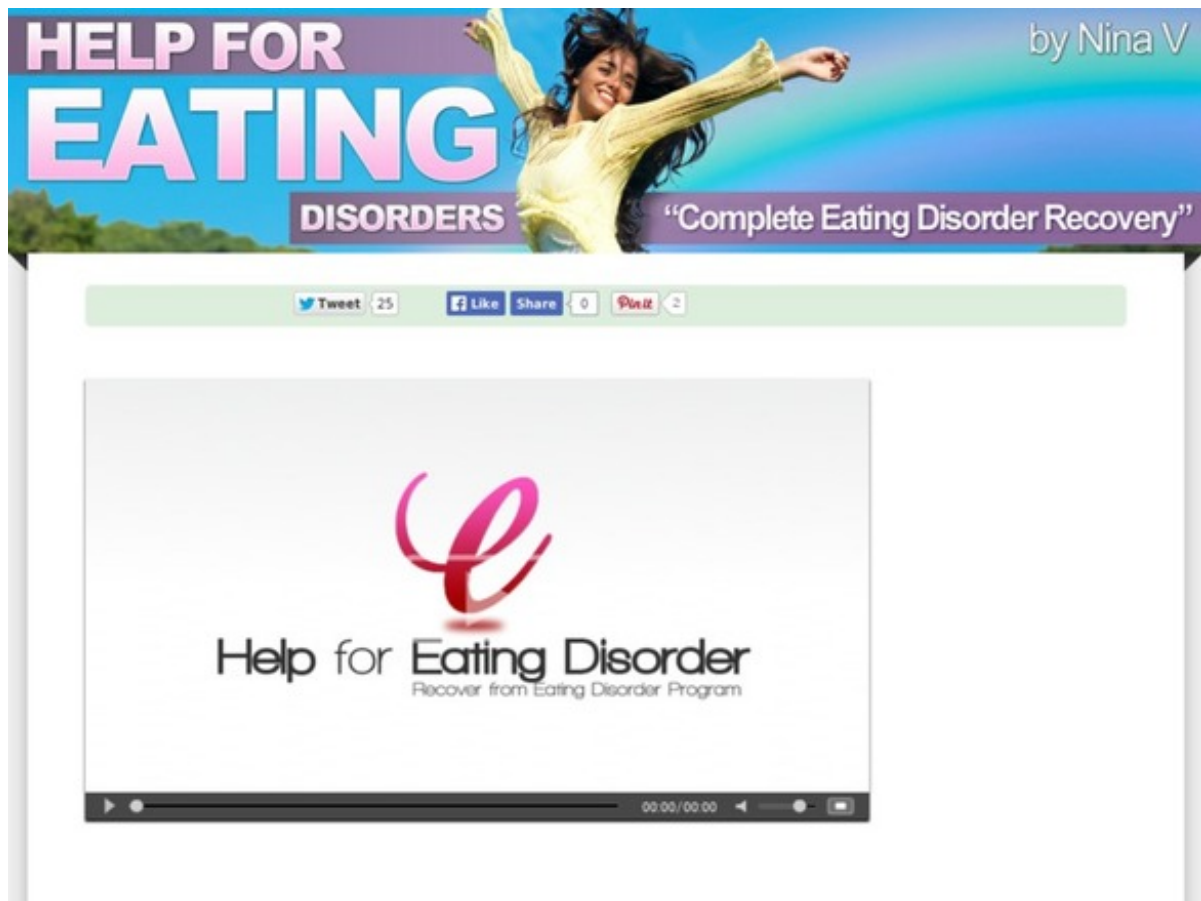 HELP FOR
by Nina V
EATING
DISORDERS
“Complete Eating Disorder Recovery”
Tweet 25
Like Share 0
Pin it 2
Help for Eating Disorder
Recover from Eating Disorder Program
00:00/00:00